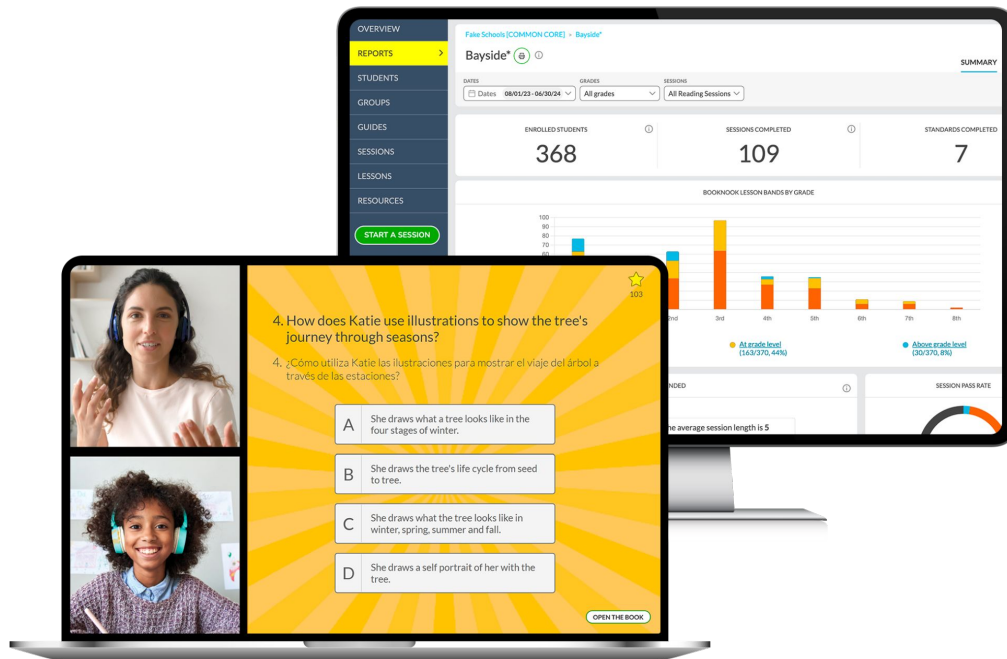 OVERVIEW
REPORTS >
STUDENTS
GROUPS
GUIDES
SESSIONS
LESSONS
RESOURCES
START A SESSION
Fake Schools [COMMON CORE] > Bayside*
Bayside*
SUMMARY
DATES
GRADES
SESSIONS
Dates 08/01/23 - 06/30/24
All grades
All Reading Sessions
ENROLLED STUDENTS
SESSIONS COMPLETED
STANDARDS COMPLETED
368
109
7
BOOKNOOK LESSON BANDS BY GRADE
100
90
80
70
2nd
3rd
4th
5th
6th
7th
8th
At grade level
(163/370, 44%)
Above grade level
(30/370, 8%)
NDED
SESSION PASS RATE
he average session length is 5
103
4. How does Katie use illustrations to show the tree's
journey through seasons?
4. ¿Cómo utiliza Katie las ilustraciones para mostrar el viaje del árbol a
través de las estaciones?
A
She draws what a tree looks like in the
four stages of winter.
B
She draws the tree's life cycle from seed
to tree.
C
She draws what the tree looks like in
winter, spring, summer and fall.
D
She draws a self portrait of her with the
tree.
OPEN THE BOOK